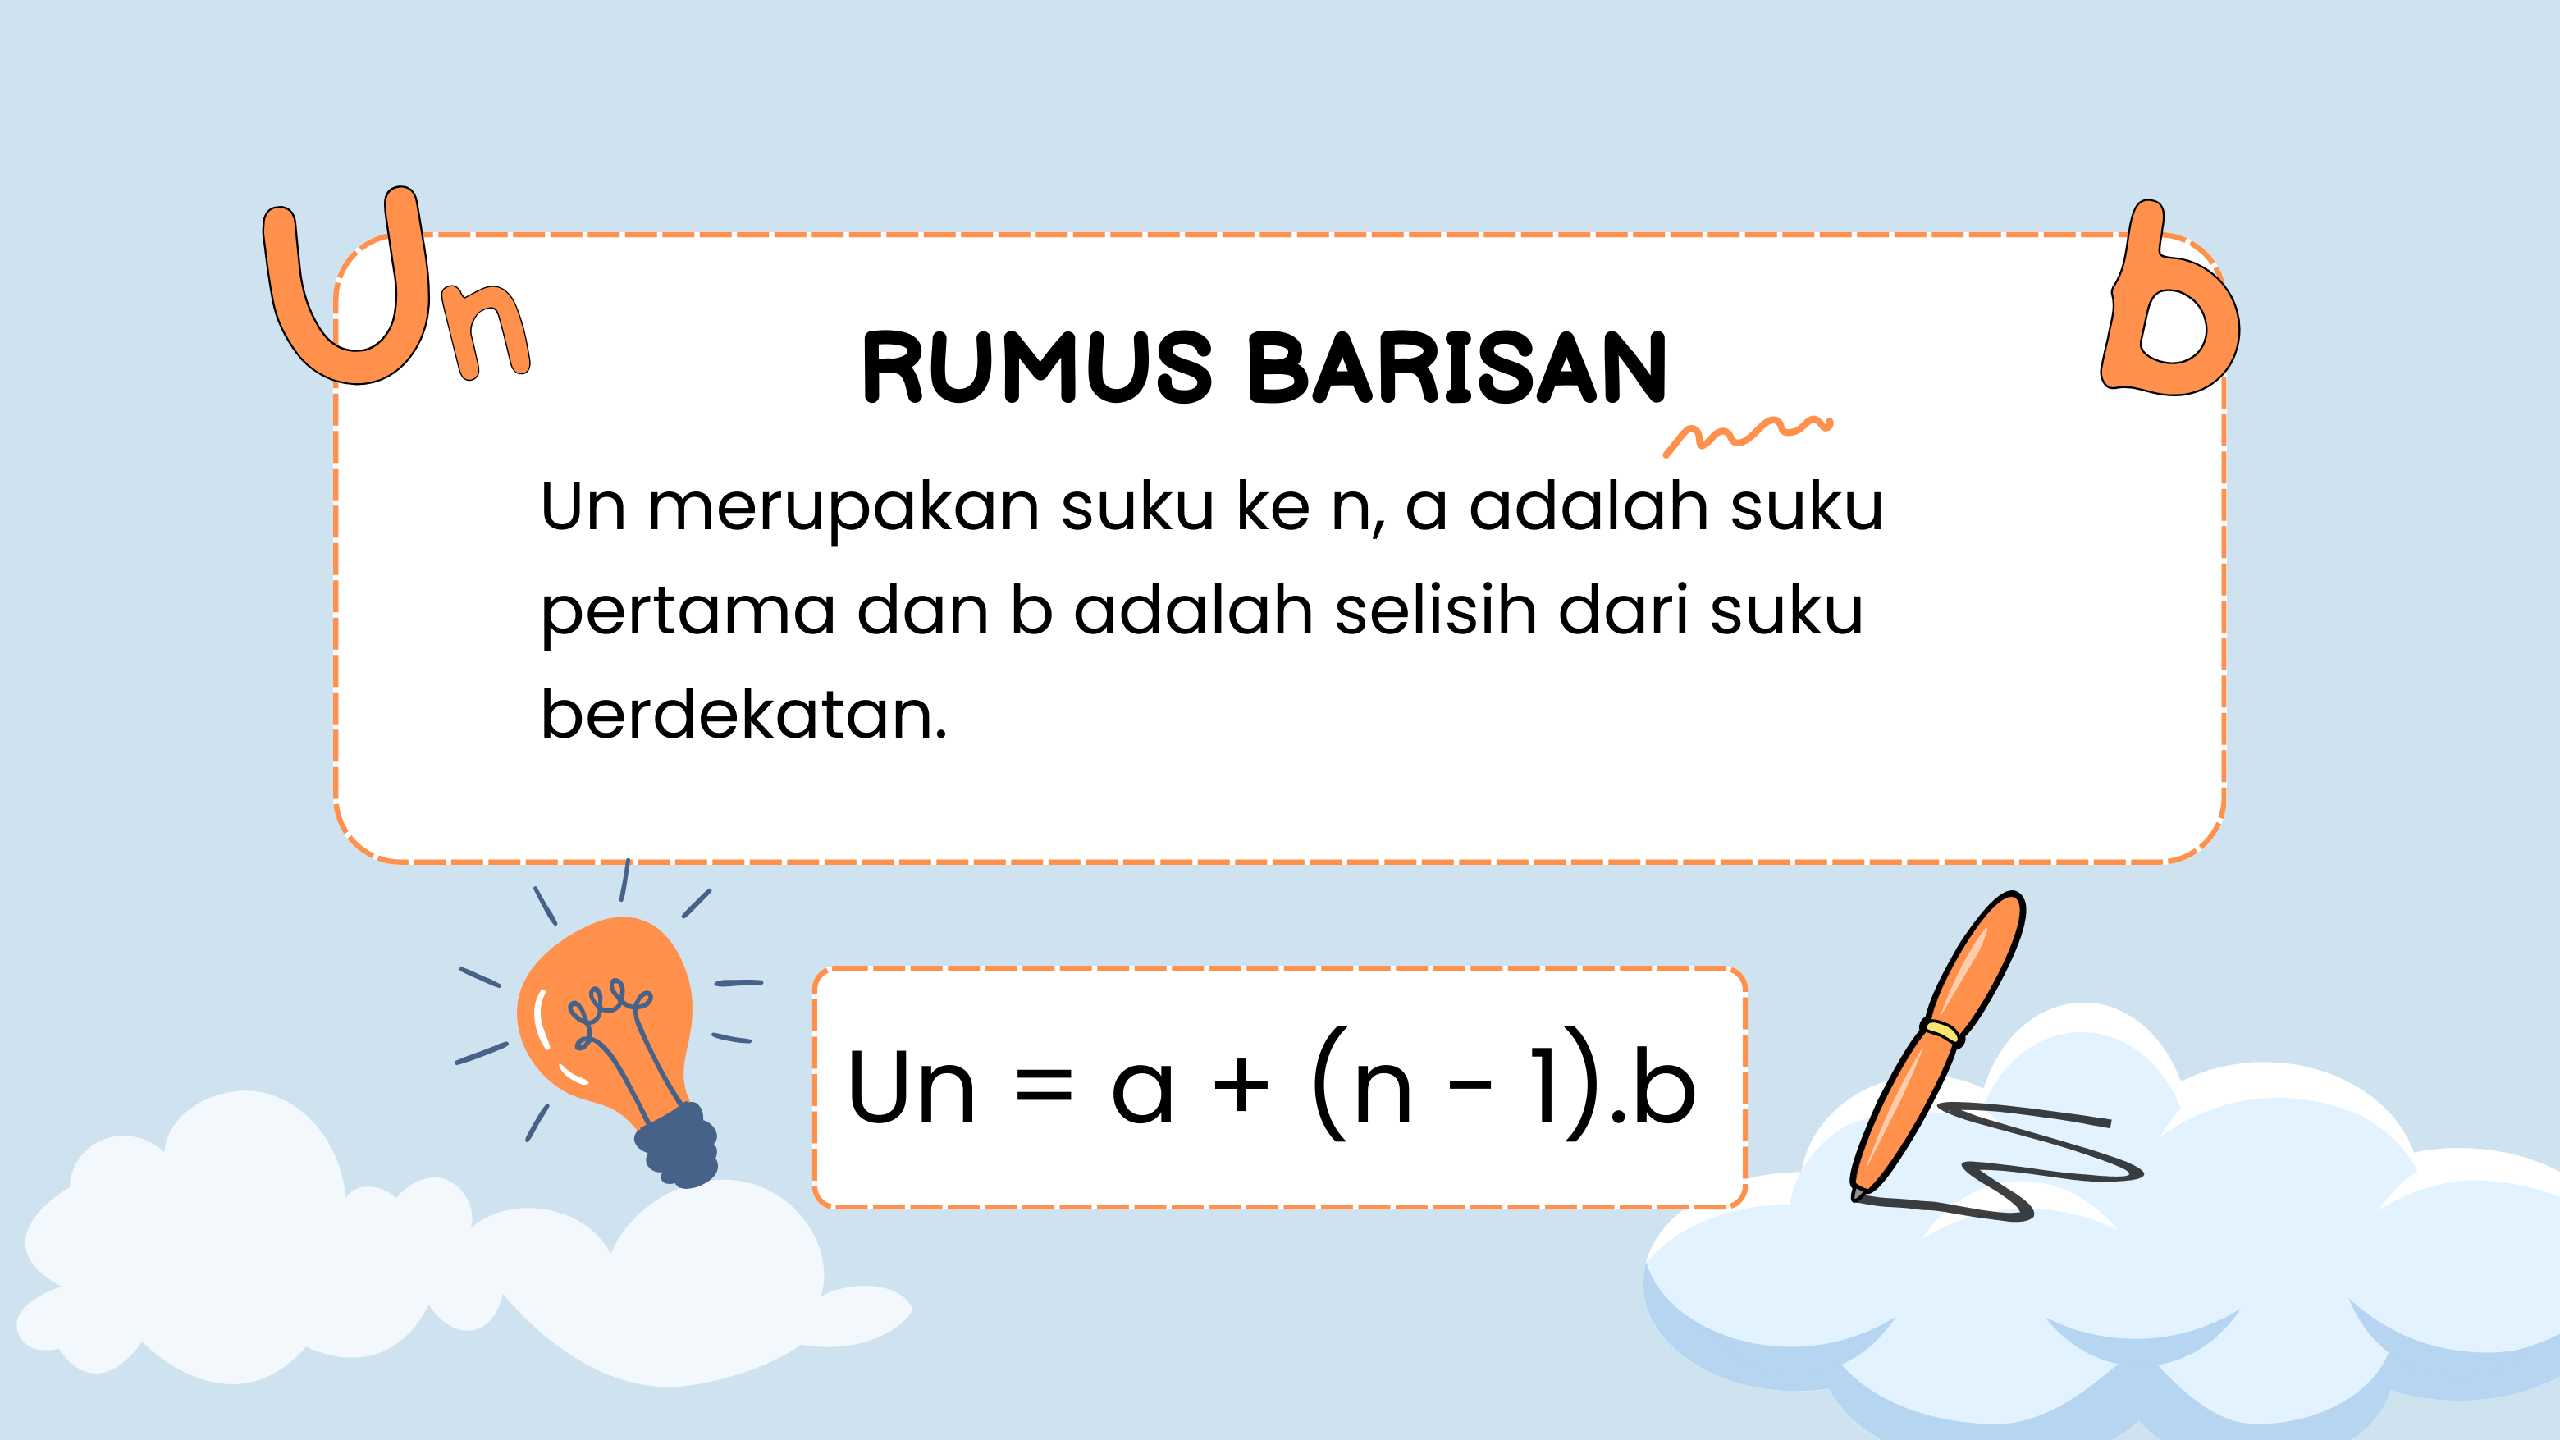 Un
b
RUMUS BARISAN
Un merupakan suku ke n, a adalah suku
pertama dan b adalah selisih dari suku
berdekatan.
Un = a + (n - 1).b